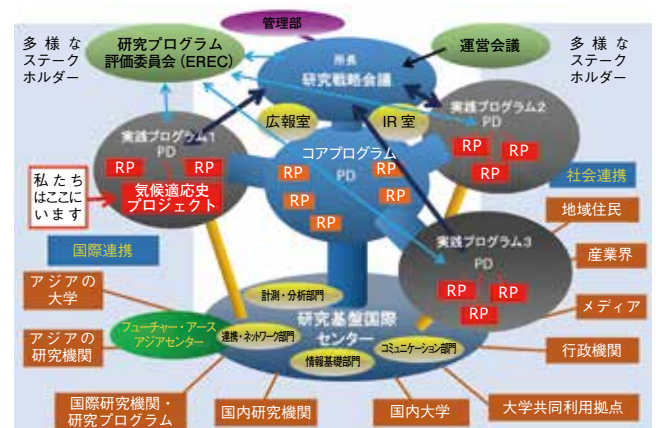 管理部
多様な
ステーク
ホルダー
研究プログラム
評価委員会（EREC）
所長
研究戦略会議
運営会議
多様な
ステーク
ホルダー
広報室
IR室
実践プログラム1
PD
RP
RP
気候適応史
プロジェクト
私たち
はここに
います
コアプログラム
PD
RP
RP
RP
RP
RP
実践プログラム2
PD
RP
RP
RP
社会連携
実践プログラム3
PD
RP
RP
RP
地域住民
産業界
メディア
行政機関
大学共同利用拠点
国際連携
アジアの
大学
アジアの
研究機関
フューチャー・アース
アジアセンター
計測・分析部門
研究基盤国際
センター
連携・ネットワーク部門
情報基礎部門
コミュニケーション部門
国際研究機関・
研究プログラム
国内研究機関
国内大学